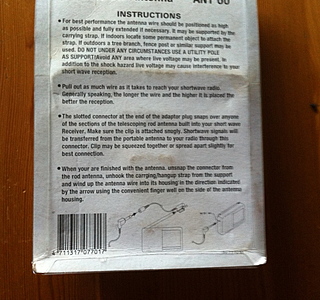 ANT 60
INSTRUCTIONS
• For best performance the antenna wire should be positioned as high
as possible and fully extended if necessary. It may be supported by the
carrying strap. If indoors locate some permanent object to attach the
strap. If outdoors a tree branch, fence post or similar support may be
used. DO NOT UNDER ANY CIRCUMSTANCES USE A UTILITY POLE
AS SUPPORT!Avoid ANY area where live voltage may be present. In
addition to the shock hazard live voltage may cause interference to your
short wave reception.
• Pull out as much wire as it takes to reach your shortwave radio.
Generally speaking, the longer the wire and the higher it is placed the
better the reception.
• The slotted connector at the end of the adaptor plug snaps over anyone
of the sections of the telescoping rod antenna built into your short wave
Receiver, Make sure the clip is attached snugly. Shortwave signals will
be transferred from the portable antenna to your radio through this
connector. Clip may be squeezed together or spread apart slightly for
best connection.
• When your are finished with the antenna. unsnap the connector from
the rod antenna, unhook the carrying/hangup strap from the support
and wind up the antenna wire into its housing in the direction indicated
by the arrow using the convenient finger well on the side of the antenna
housing.
4 711317 077017